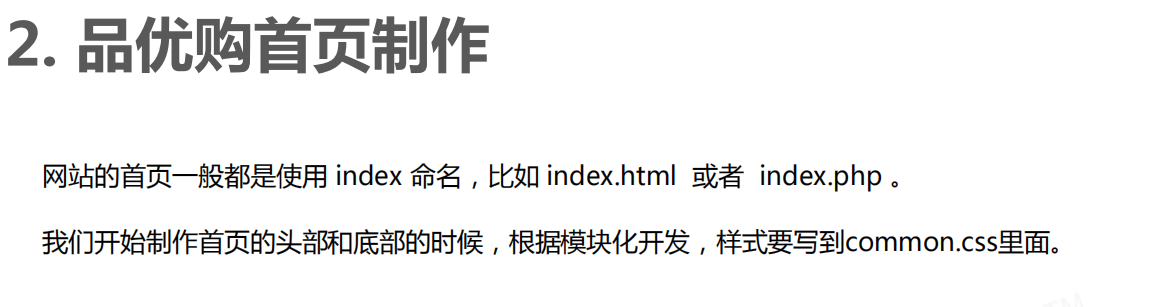 2. 品优购首页制作
网站的首页一般都是使用 index 命名，比如 index.html 或者 index.php 。
我们开始制作首页的头部和底部的时候，根据模块化开发，样式要写到common.css里面。